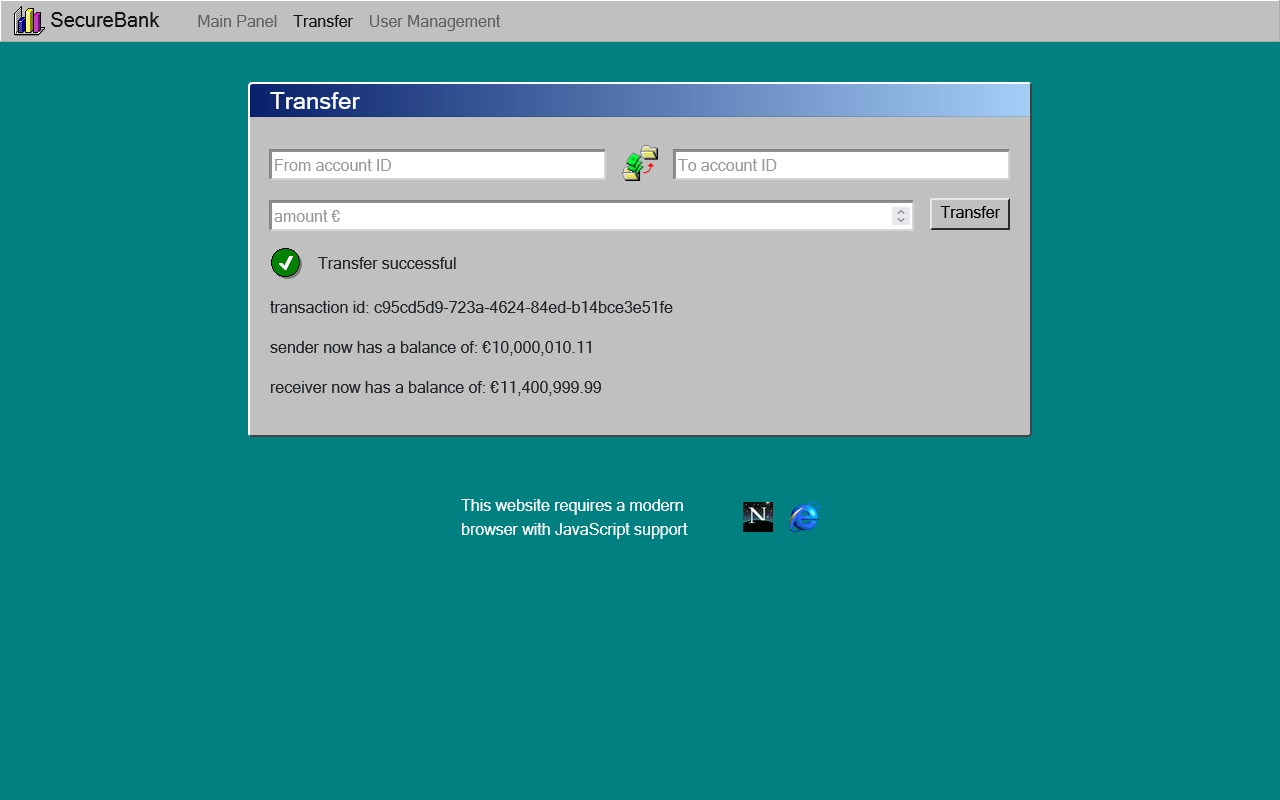 SecureBank Main Panel Transfer User Management
Transfer
From account ID To account ID
amount € Transfer
Transfer successful
transaction id: c95cd5d9-723a-4624-84ed-b14bce3e51fe
sender now has a balance of: €10,000,010.11
receiver now has a balance of: €11,400,999.99
This website requires a modern
browser with JavaScript support
N